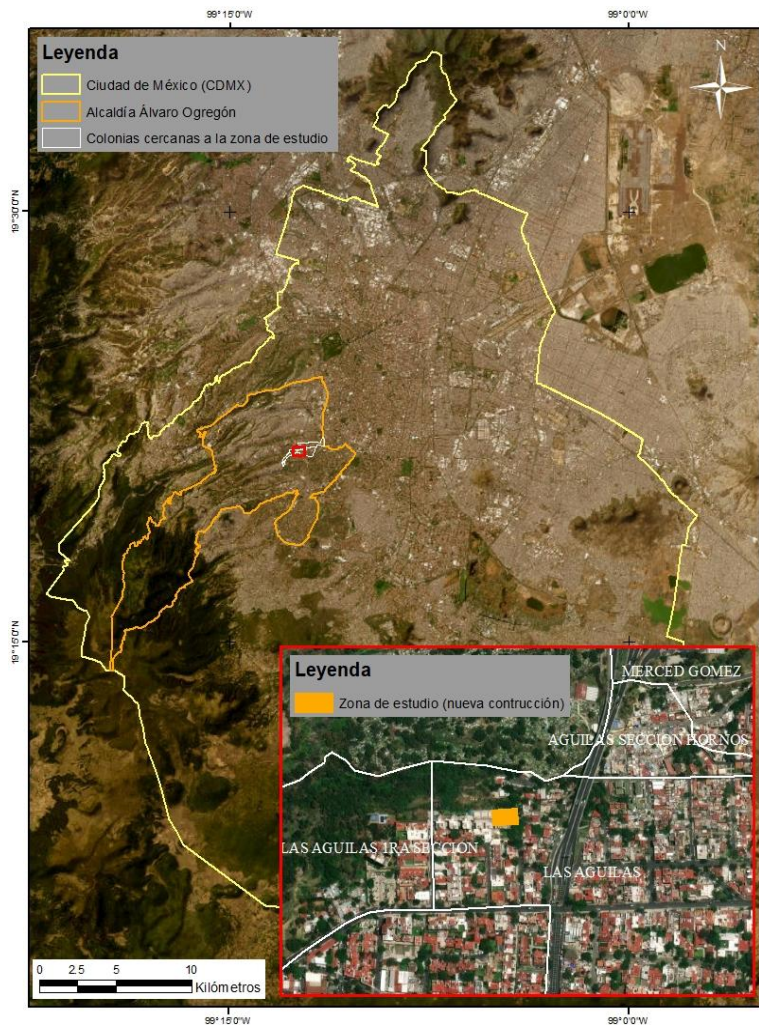 99°15'0"W
99°0'0"W
Leyenda
Ciudad de México (CDMX)
Alcaldía Álvaro Ogregón
Colonias cercanas a la zona de estudio
N
19°30'0"N
19°15'0"N
Leyenda
Zona de estudio (nueva contrucción)
MERCED GOMEZ
AGUILAS SECCION HORNOS
LAS AGUILAS 1RA SECCION
LAS AGUILAS
0 2.5 5 10
Kilómetros
99°15'0"W
99°0'0"W